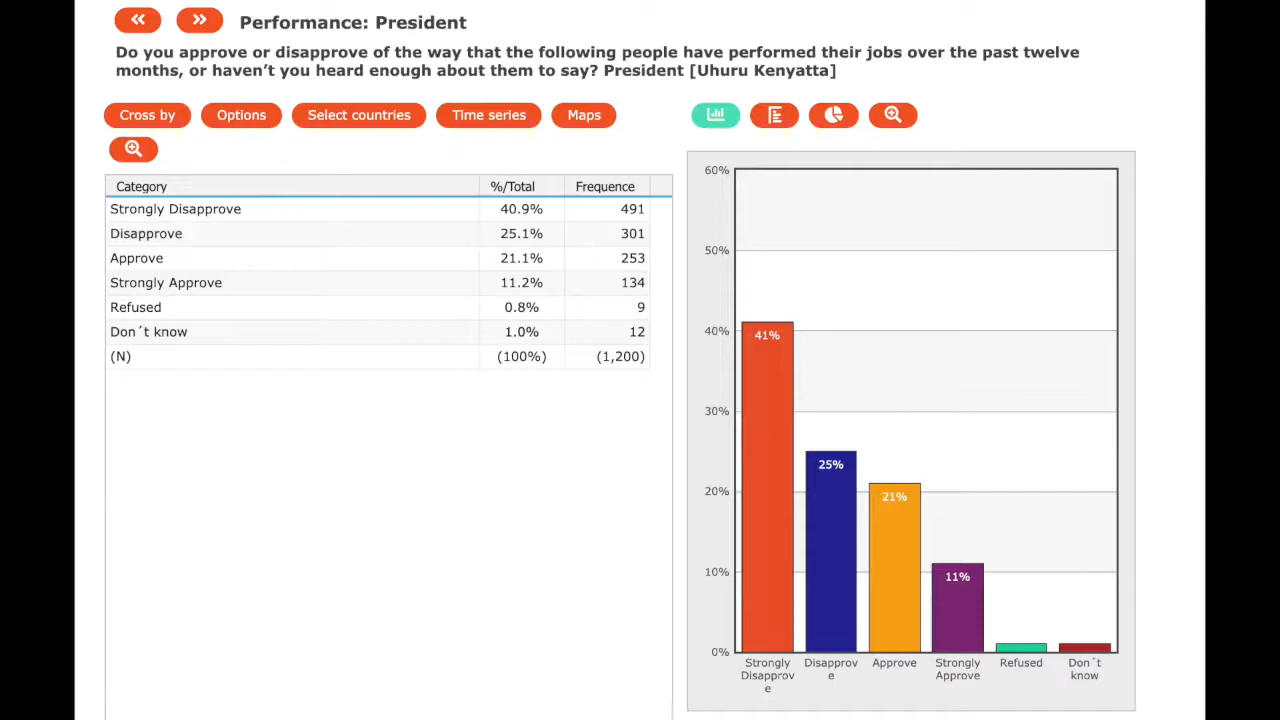 Performance: President
Do you approve or disapprove of the way that the following people have performed their jobs over the past twelve
months, or haven’t you heard enough about them to say? President [Uhuru Kenyatta]
Cross by Options Select countries Time series Maps
Category %/Total Frequence
Strongly Disapprove 40.9% 491
Disapprove 25.1% 301
Approve 21.1% 253
Strongly Approve 11.2% 134
Refused 0.8% 9
Don´t know 1.0% 12
(N) (100%) (1,200)
60%
50%
40%
30%
20%
10%
0%
41%
25%
21%
11%
Strongly
Disapprov
e
Disapprov
e
Approve
Strongly
Approve
Refused
Don´t
know